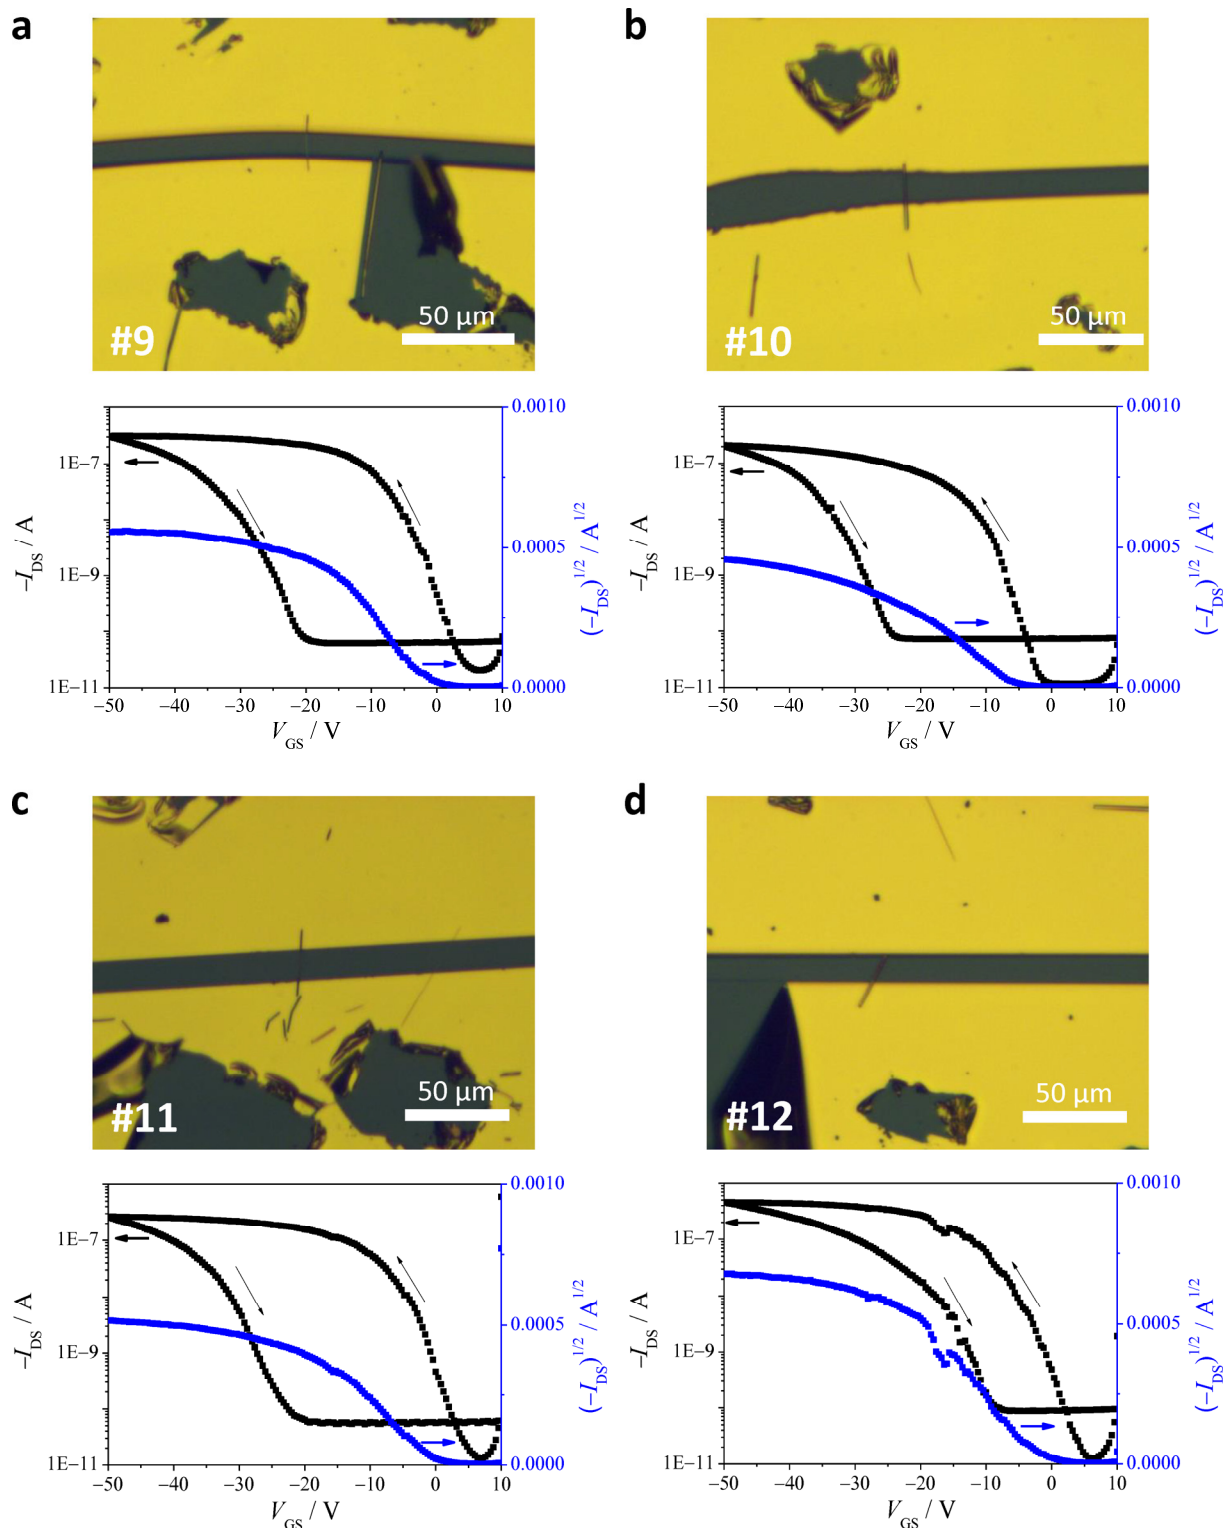 a
#9
50 µm
b
#10
50 µm
1E−7
1E−9
1E−11
−I_DS / A
−50 −40 −30 −20 −10 0 10
V_GS / V
0.0010
0.0005
0.0000
(−I_DS)^1/2 / A^1/2
1E−7
1E−9
1E−11
−I_DS / A
−50 −40 −30 −20 −10 0 10
V_GS / V
0.0010
0.0005
0.0000
(−I_DS)^1/2 / A^1/2
c
#11
50 µm
d
#12
50 µm
1E−7
1E−9
1E−11
−I_DS / A
−50 −40 −30 −20 −10 0 10
V_GS / V
0.0010
0.0005
0.0000
(−I_DS)^1/2 / A^1/2
1E−7
1E−9
1E−11
−I_DS / A
−50 −40 −30 −20 −10 0 10
V_GS / V
0.0010
0.0005
0.0000
(−I_DS)^1/2 / A^1/2